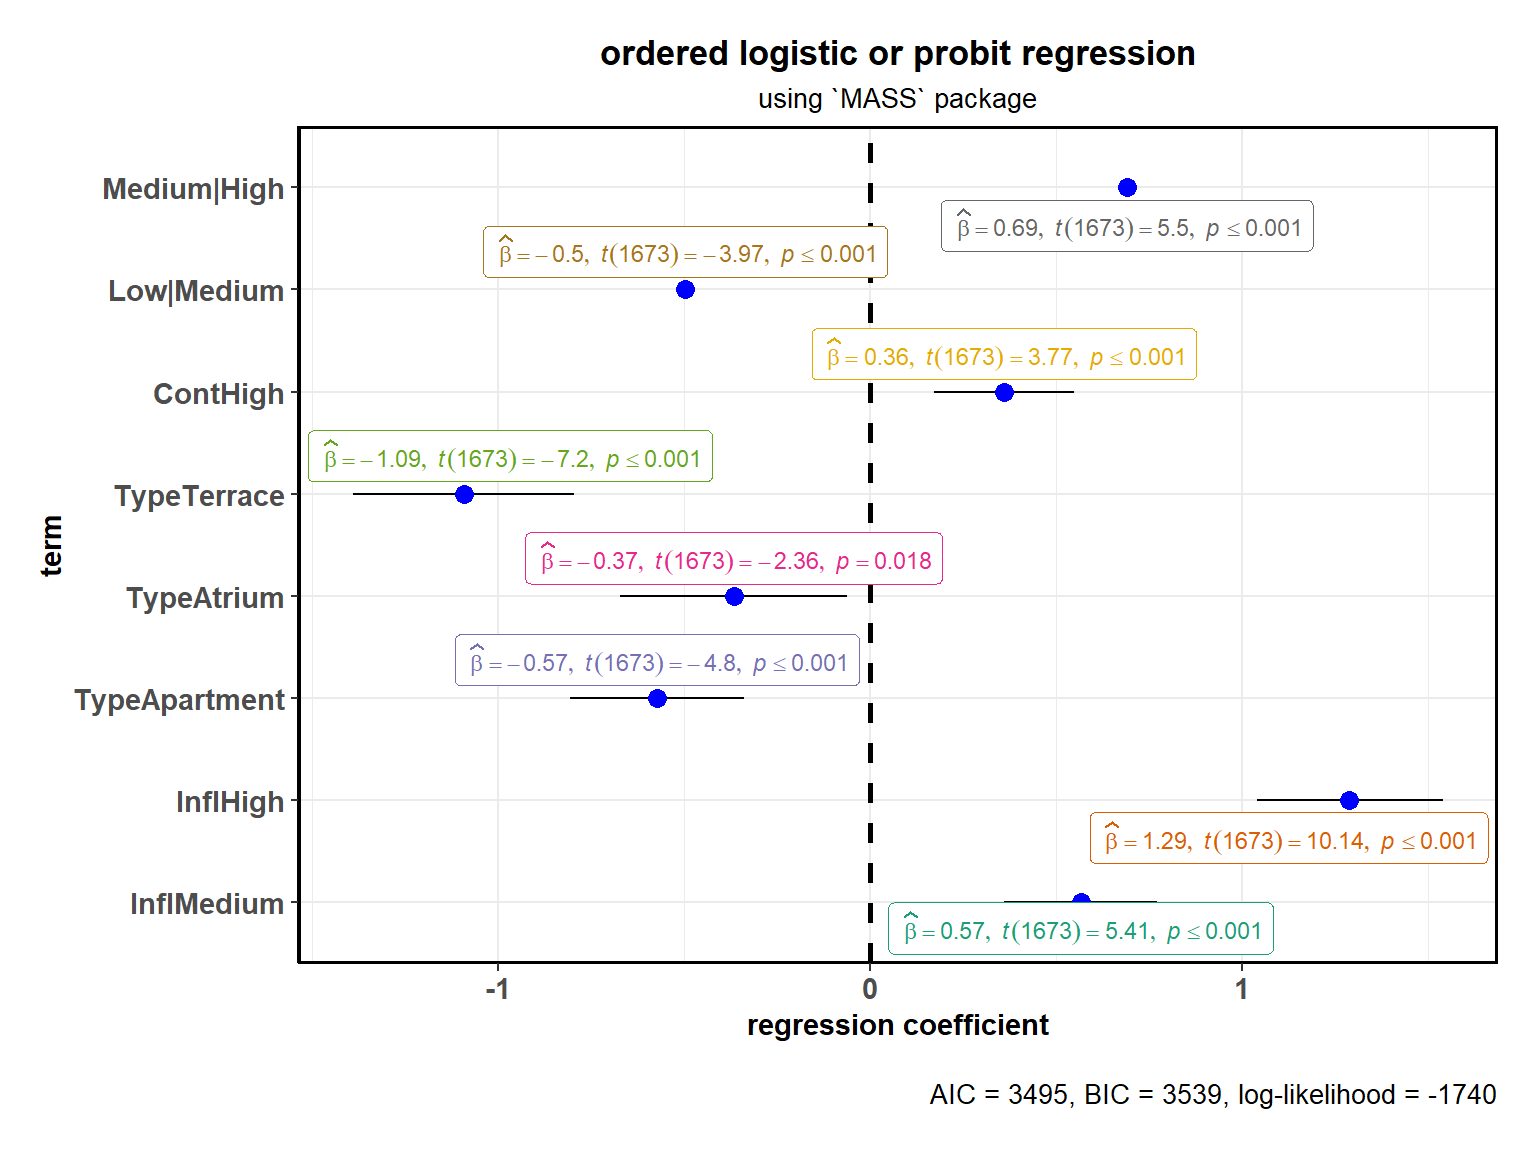 ordered logistic or probit regression
using `MASS` package
Medium|High
β̂ = 0.69, t(1673) = 5.5, p ≤ 0.001
β̂ = −0.5, t(1673) = −3.97, p ≤ 0.001
Low|Medium
β̂ = 0.36, t(1673) = 3.77, p ≤ 0.001
ContHigh
β̂ = −1.09, t(1673) = −7.2, p ≤ 0.001
TypeTerrace
term
β̂ = −0.37, t(1673) = −2.36, p = 0.018
TypeAtrium
β̂ = −0.57, t(1673) = −4.8, p ≤ 0.001
TypeApartment
InflHigh
β̂ = 1.29, t(1673) = 10.14, p ≤ 0.001
InflMedium
β̂ = 0.57, t(1673) = 5.41, p ≤ 0.001
-1 0 1
regression coefficient
AIC = 3495, BIC = 3539, log-likelihood = -1740